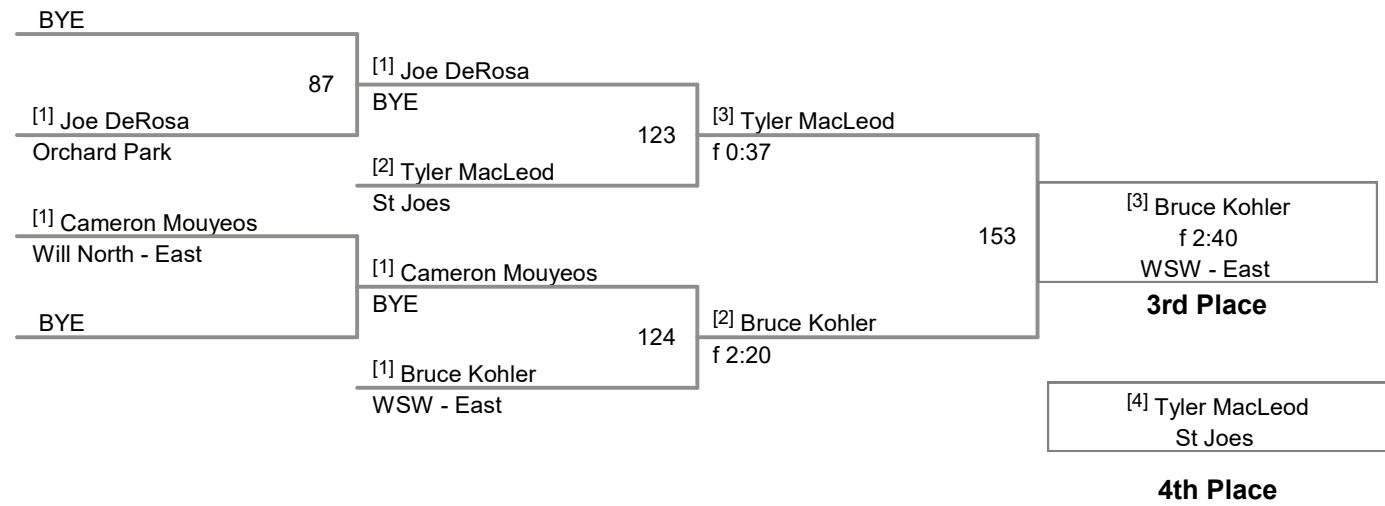 BYE
87
[1] Joe DeRosa
Orchard Park
[1] Cameron Mouyeos
Will North - East
BYE
[1] Joe DeRosa
BYE
123
[2] Tyler MacLeod
St Joes
[1] Cameron Mouyeos
BYE
124
[1] Bruce Kohler
WSW - East
[3] Tyler MacLeod
f 0:37
153
[2] Bruce Kohler
f 2:20
[3] Bruce Kohler
f 2:40
WSW - East
3rd Place
[4] Tyler MacLeod
St Joes
4th Place